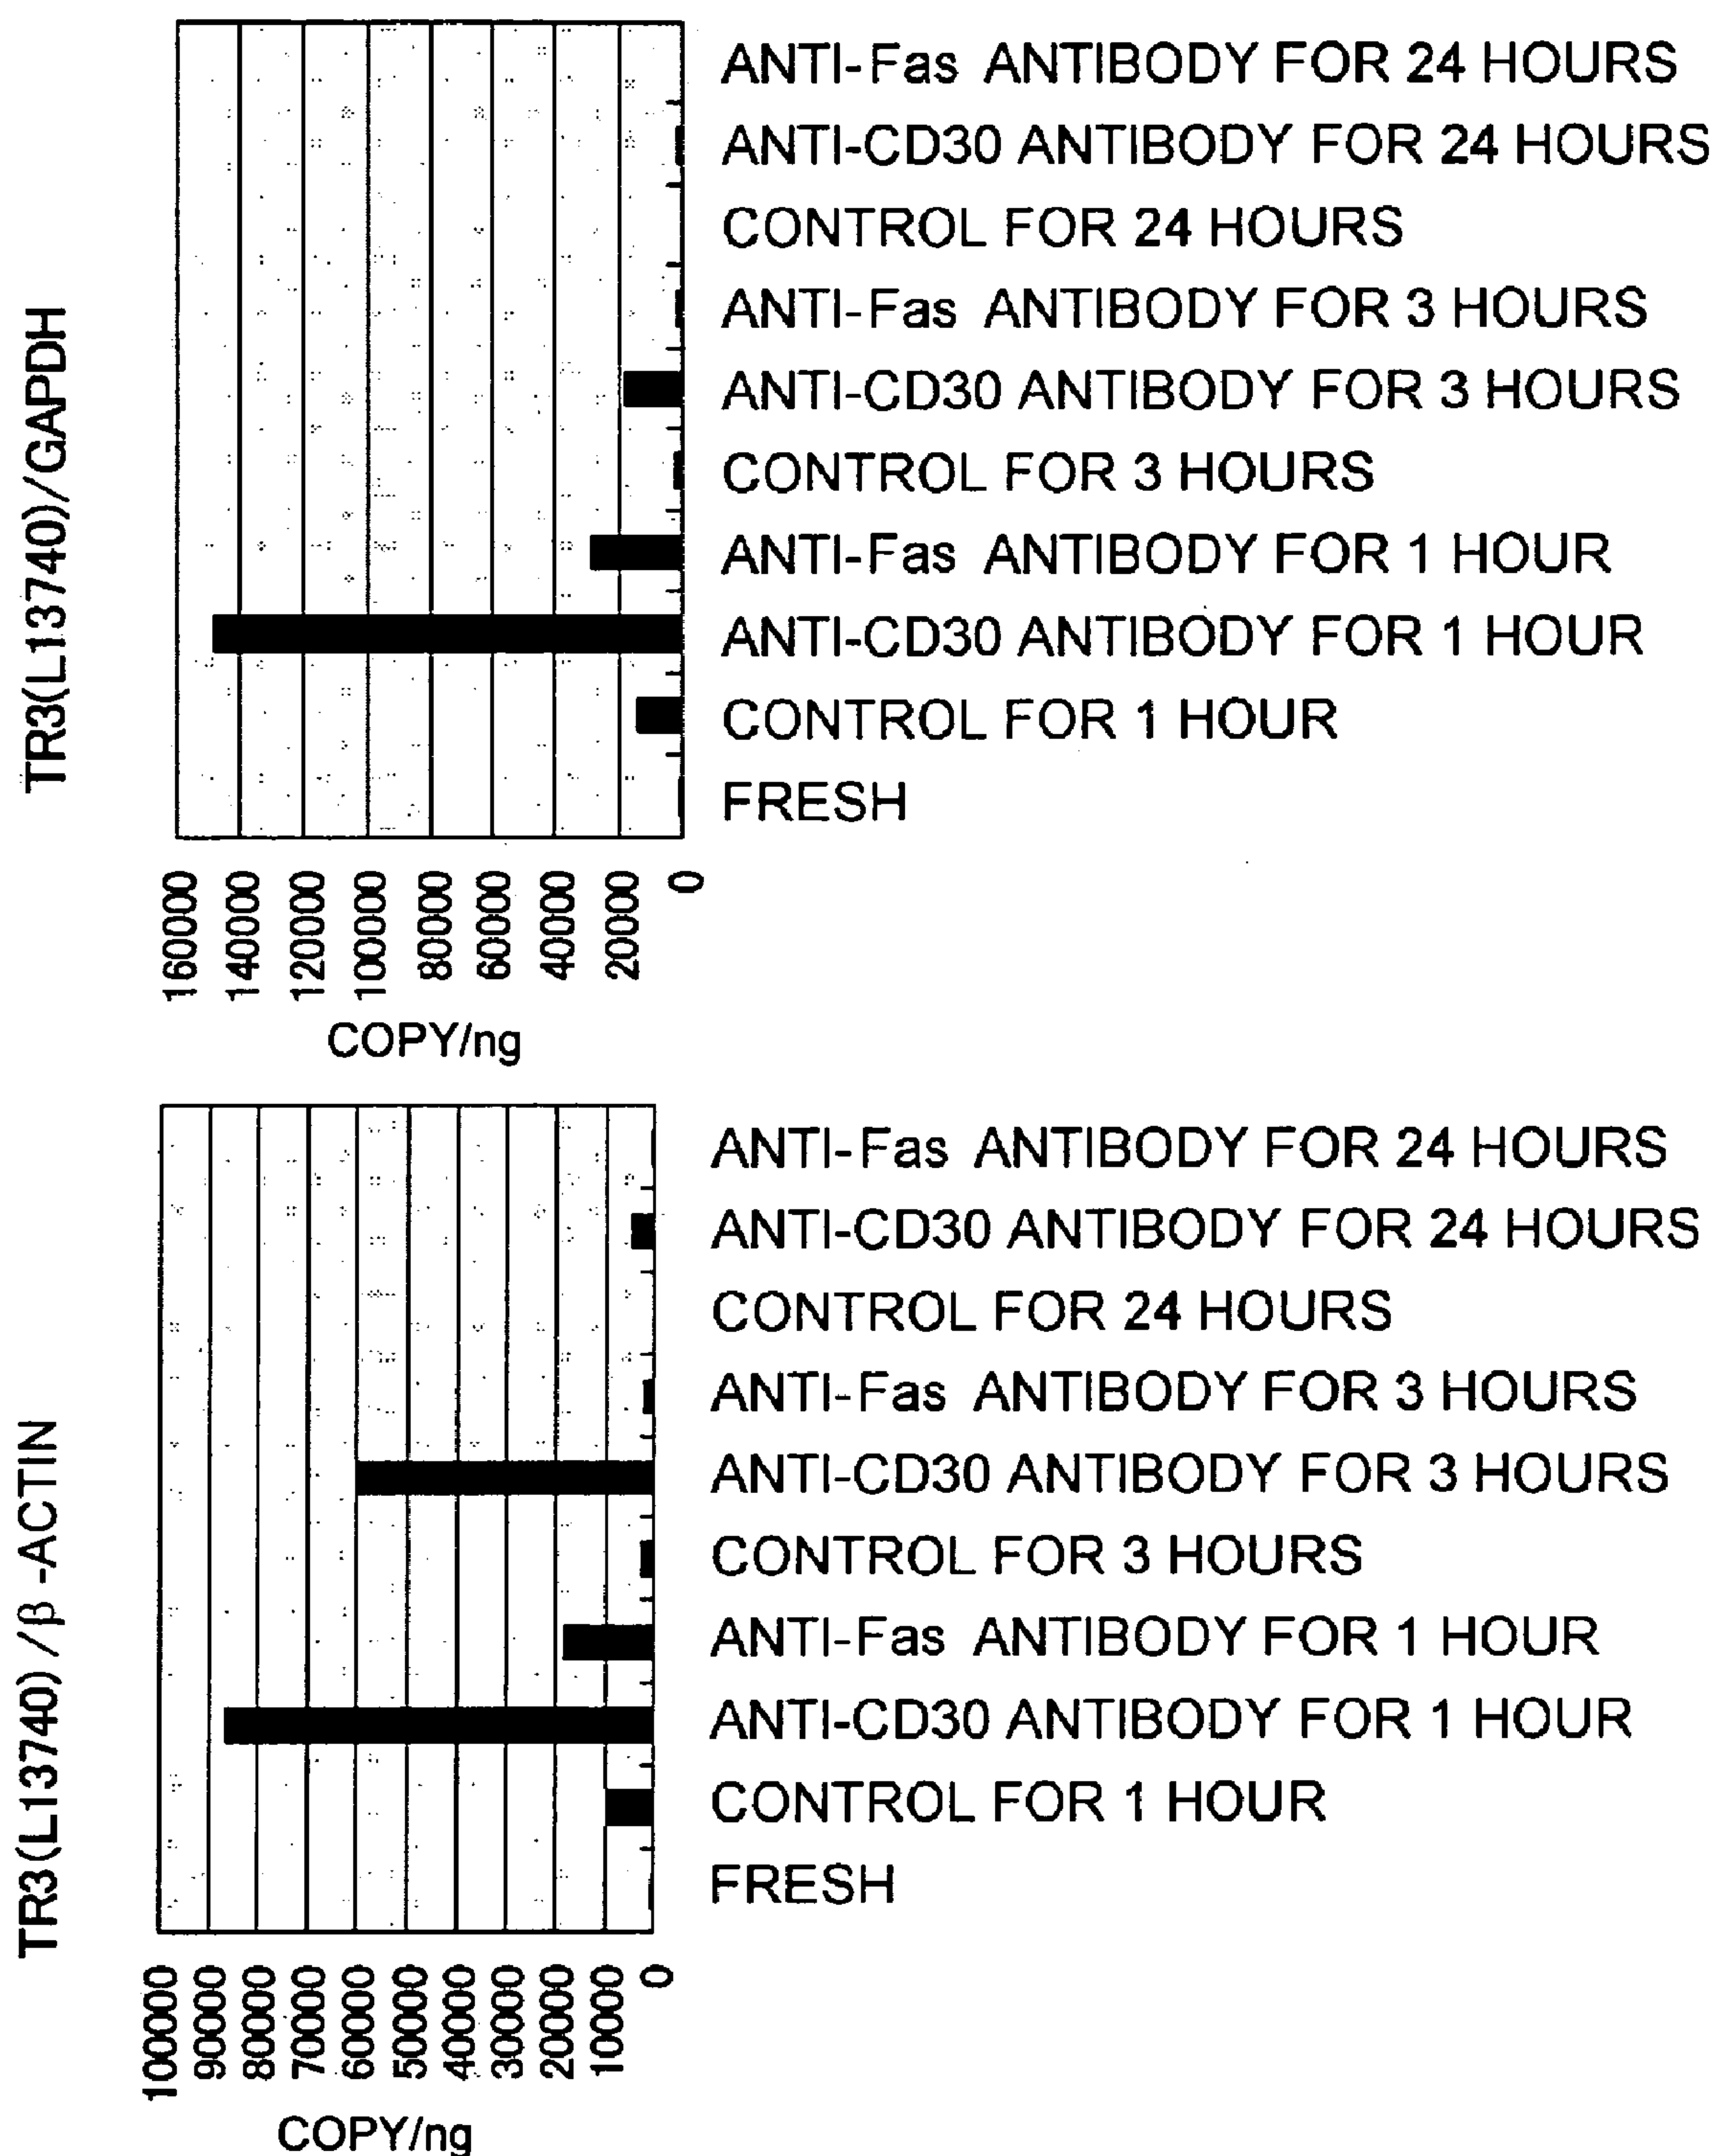 TR3(L13740)/GAPDH
ANTI-Fas ANTIBODY FOR 24 HOURS
ANTI-CD30 ANTIBODY FOR 24 HOURS
CONTROL FOR 24 HOURS
ANTI-Fas ANTIBODY FOR 3 HOURS
ANTI-CD30 ANTIBODY FOR 3 HOURS
CONTROL FOR 3 HOURS
ANTI-Fas ANTIBODY FOR 1 HOUR
ANTI-CD30 ANTIBODY FOR 1 HOUR
CONTROL FOR 1 HOUR
FRESH
160000
140000
120000
100000
80000
60000
40000
20000
0
COPY/ng
TR3(L13740)/β-ACTIN
ANTI-Fas ANTIBODY FOR 24 HOURS
ANTI-CD30 ANTIBODY FOR 24 HOURS
CONTROL FOR 24 HOURS
ANTI-Fas ANTIBODY FOR 3 HOURS
ANTI-CD30 ANTIBODY FOR 3 HOURS
CONTROL FOR 3 HOURS
ANTI-Fas ANTIBODY FOR 1 HOUR
ANTI-CD30 ANTIBODY FOR 1 HOUR
CONTROL FOR 1 HOUR
FRESH
100000
90000
80000
70000
60000
50000
40000
30000
20000
10000
0
COPY/ng